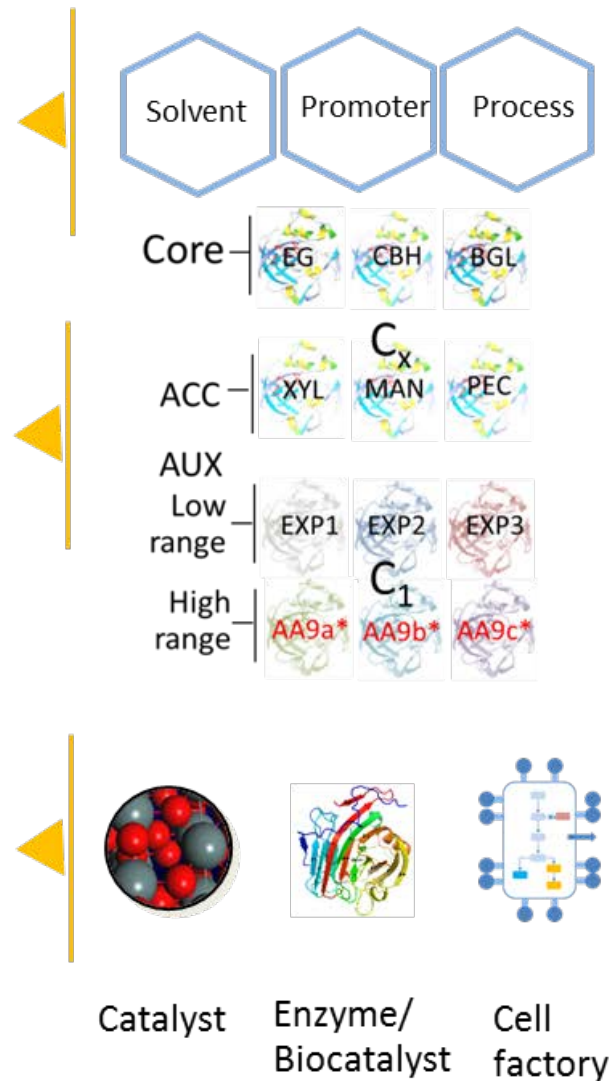 Solvent Promoter Process
Core
EG CBH BGL
Cx
ACC
XYL MAN PEC
AUX
Low
range
EXP1 EXP2 EXP3
C1
High
range
AA9a* AA9b* AA9c*
Catalyst
Enzyme/
Biocatalyst
Cell
factory